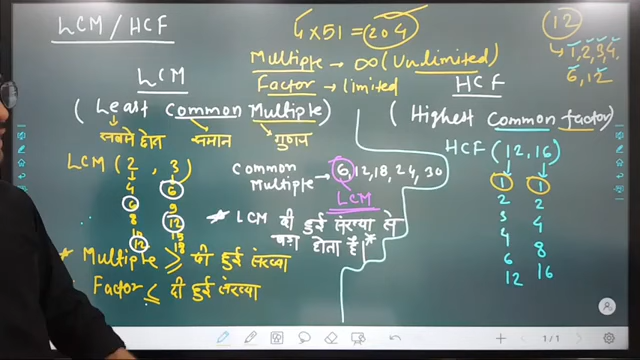 LCM / HCF
4 x 51 = 204
12
→ 1, 2, 3, 4,
6, 12
Multiple → ∞ (Unlimited)
Factor → limited
LCM
(Least Common Multiple)
सबसे छोटा समान गुणज
LCM (2, 3)
4 6
6 9
8 12
10 15
12 18
Common
Multiple → 6, 12, 18, 24, 30
LCM
* LCM दी हुई संख्या से
बड़ा होता है *
* Multiple ≥ दी हुई संख्या
Factor ≤ दी हुई संख्या
HCF
(Highest Common factor)
HCF (12, 16)
1 1
2 2
3 4
4 8
6 16
12
1/1